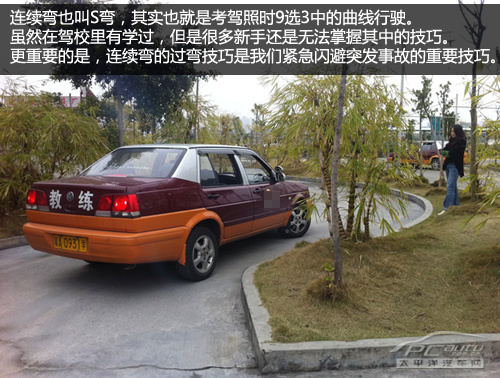 连续弯也叫S弯，其实也就是考驾照时9选3中的曲线行驶。
虽然在驾校里有学过，但是很多新手还是无法掌握其中的技巧。
更重要的是，连续弯的过弯技巧是我们紧急闪避突发事故的重要技巧。
教练
PCauto
太平洋汽车网